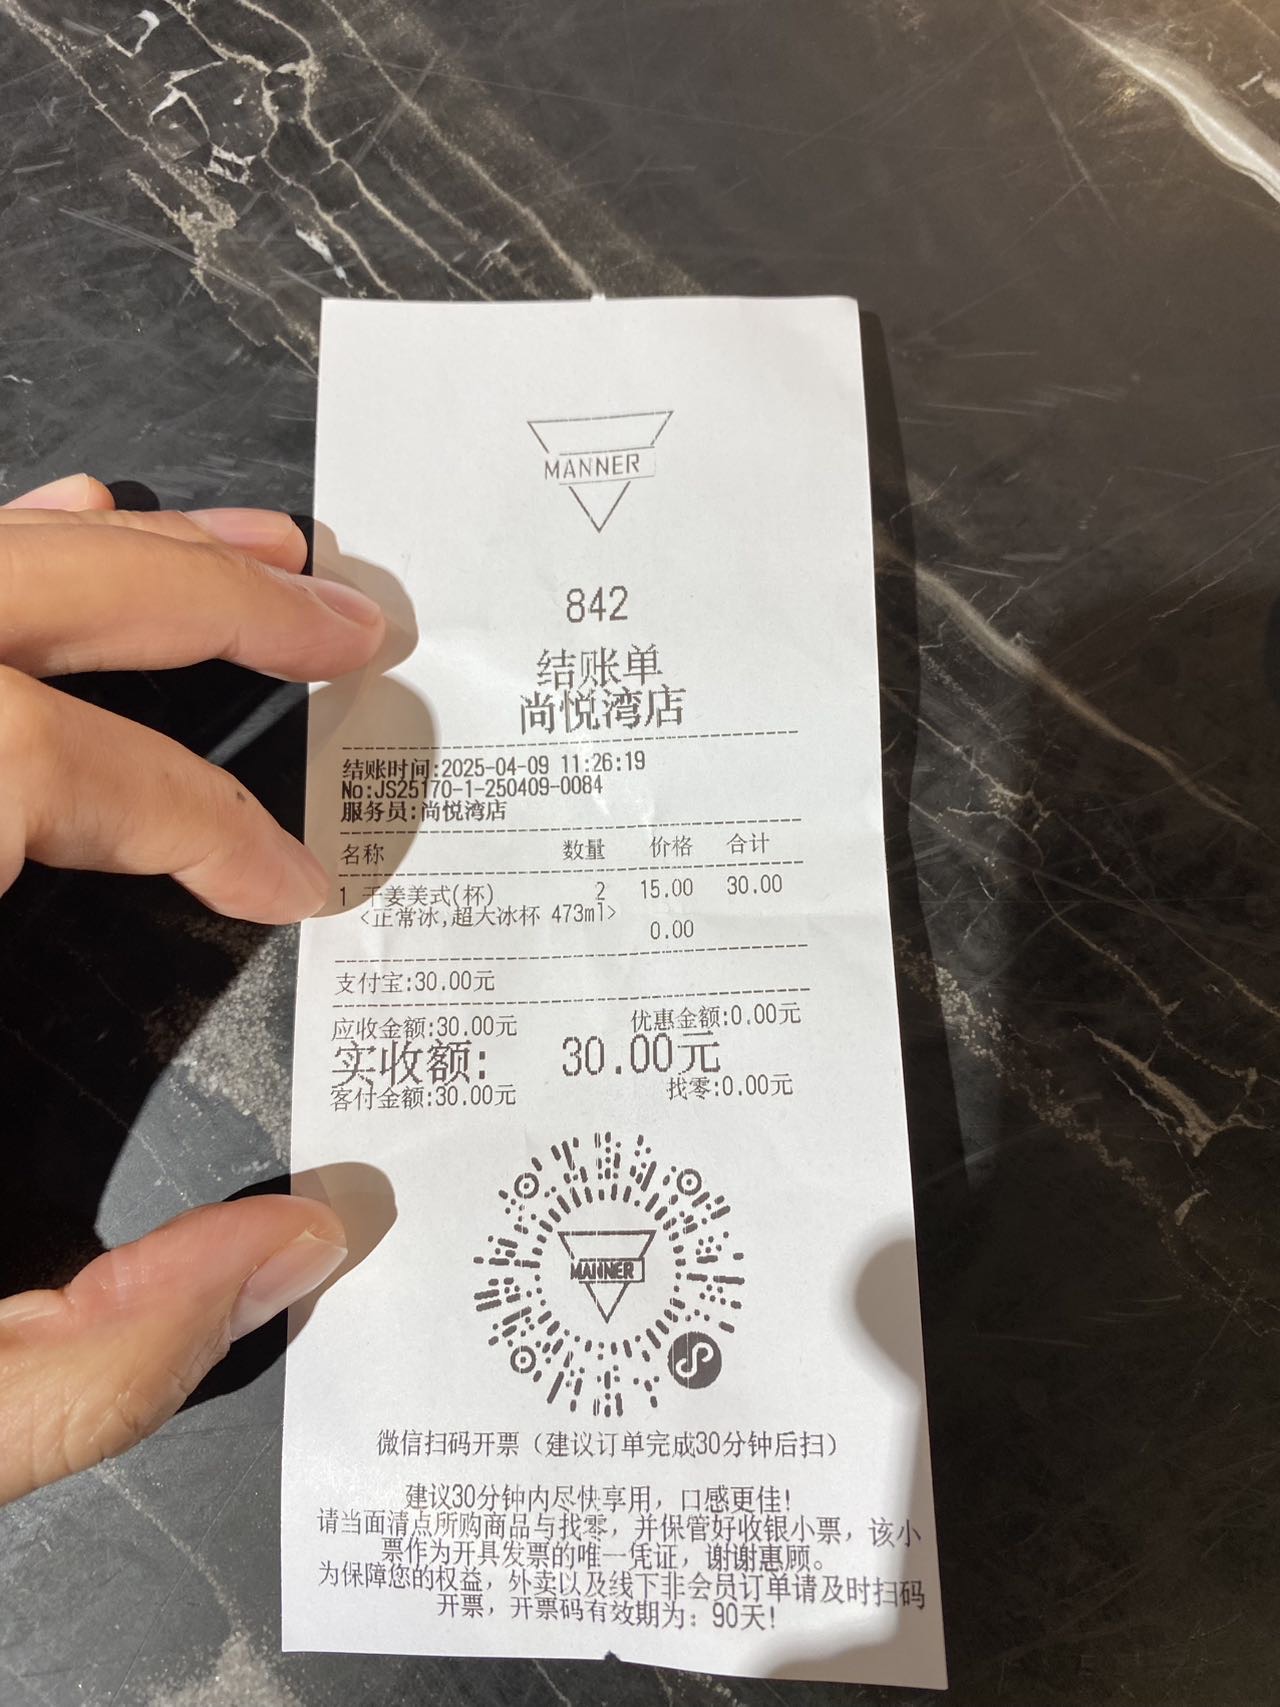 MANNER
842
结账单
尚悦湾店
结账时间:2025-04-09 11:26:19
No:JS25170-1-250409-0084
服务员:尚悦湾店
名称 数量 价格 合计
1 干姜美式(杯) 2 15.00 30.00
<正常冰,超大冰杯 473ml>
0.00
支付宝:30.00元
应收金额:30.00元 优惠金额:0.00元
实收额: 30.00元
客付金额:30.00元 找零:0.00元
MANNER
微信扫码开票（建议订单完成30分钟后扫）
建议30分钟内尽快享用，口感更佳!
请当面清点所购商品与找零，并保管好收银小票，该小
票作为开具发票的唯一凭证，谢谢惠顾。
为保障您的权益，外卖以及线下非会员订单请及时扫码
开票，开票码有效期为：90天!